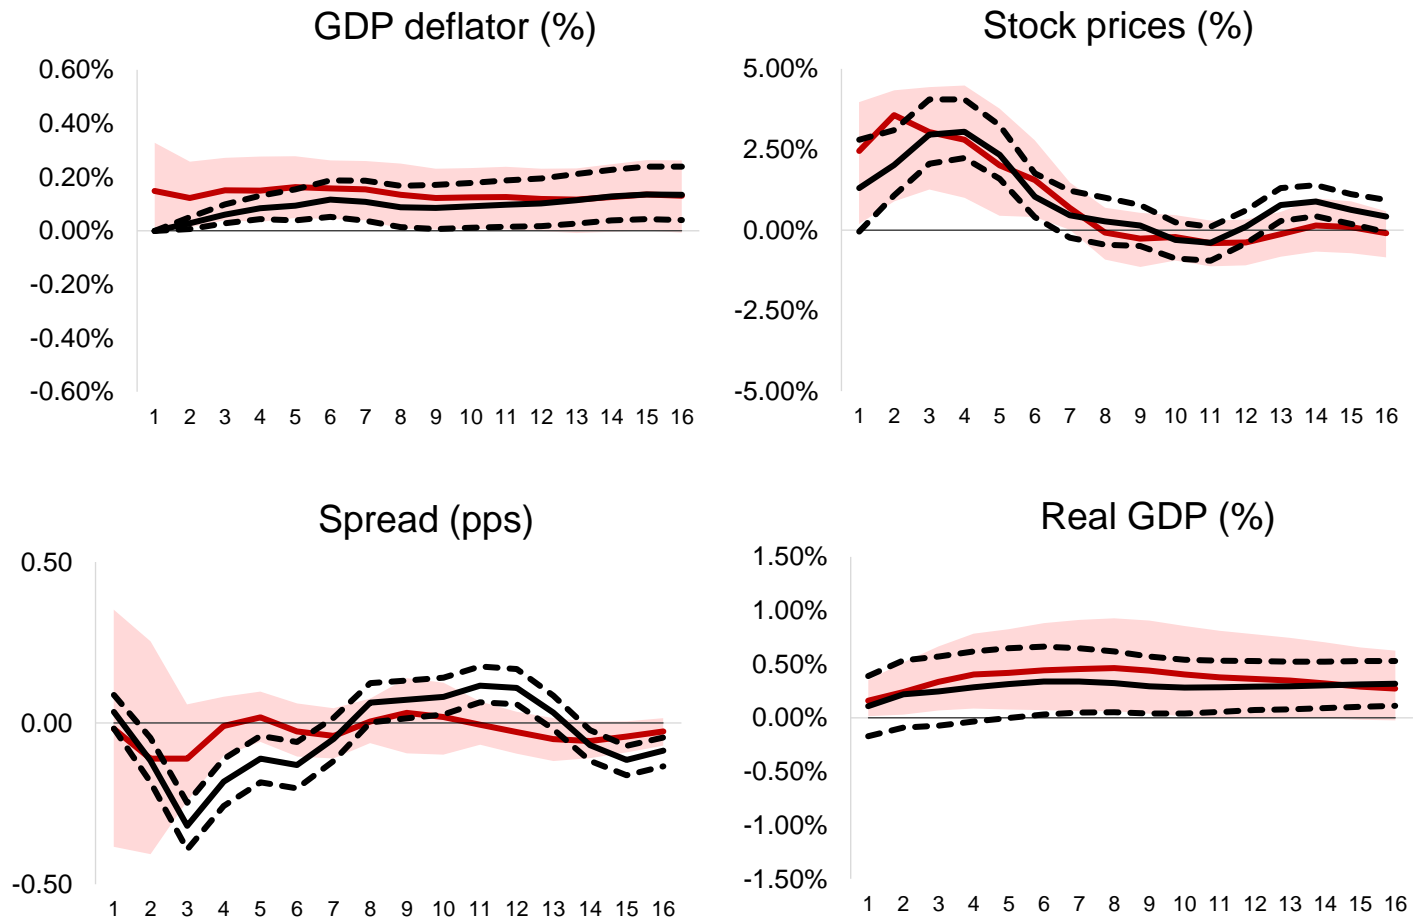 GDP deflator (%)
0.60%
0.40%
0.20%
0.00%
-0.20%
-0.40%
-0.60%
1 2 3 4 5 6 7 8 9 10 11 12 13 14 15 16
Stock prices (%)
5.00%
2.50%
0.00%
-2.50%
-5.00%
1 2 3 4 5 6 7 8 9 10 11 12 13 14 15 16
Spread (pps)
0.50
0.00
-0.50
1 2 3 4 5 6 7 8 9 10 11 12 13 14 15 16
Real GDP (%)
1.50%
1.00%
0.50%
0.00%
-0.50%
-1.00%
-1.50%
1 2 3 4 5 6 7 8 9 10 11 12 13 14 15 16